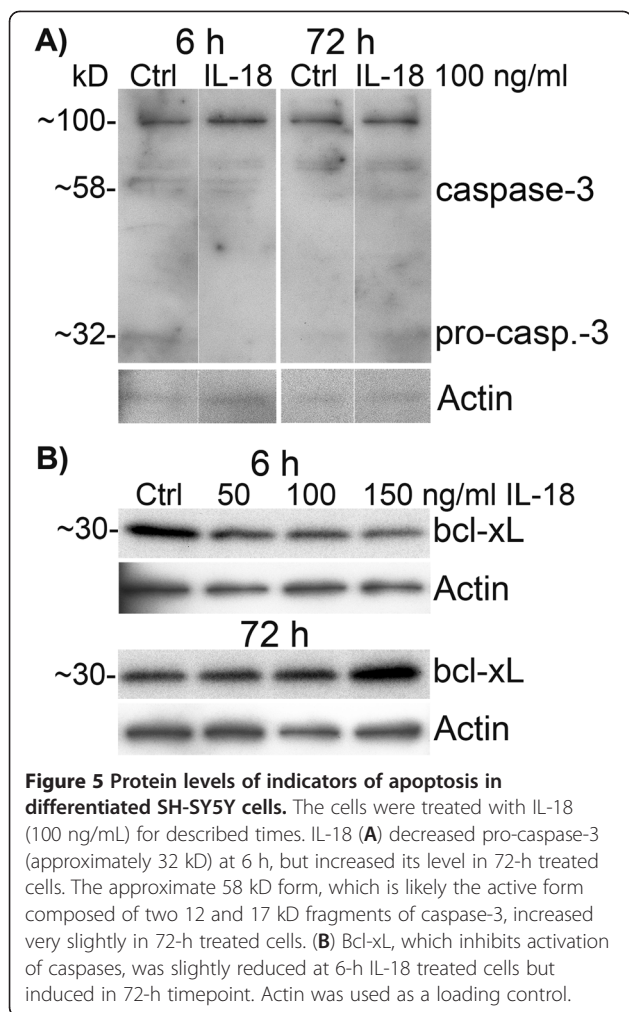 A)
6 h 72 h
kD Ctrl IL-18 Ctrl IL-18 100 ng/ml
~100-
~58- caspase-3
~32- pro-casp.-3
Actin
B)
6 h
Ctrl 50 100 150 ng/ml IL-18
~30- bcl-xL
Actin
72 h
~30- bcl-xL
Actin
Figure 5 Protein levels of indicators of apoptosis in
differentiated SH-SY5Y cells. The cells were treated with IL-18
(100 ng/mL) for described times. IL-18 (A) decreased pro-caspase-3
(approximately 32 kD) at 6 h, but increased its level in 72-h treated
cells. The approximate 58 kD form, which is likely the active form
composed of two 12 and 17 kD fragments of caspase-3, increased
very slightly in 72-h treated cells. (B) Bcl-xL, which inhibits activation
of caspases, was slightly reduced at 6-h IL-18 treated cells but
induced in 72-h timepoint. Actin was used as a loading control.